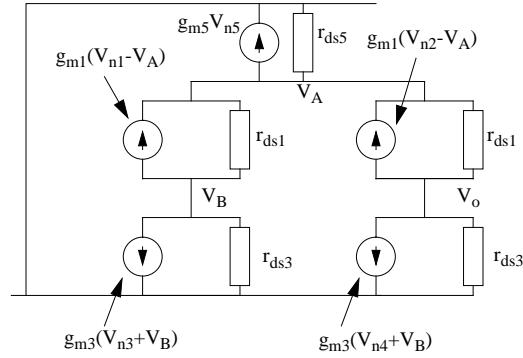 g_m5V_n5
r_ds5
g_m1(V_n2-V_A)
g_m1(V_n1-V_A)
V_A
r_ds1
r_ds1
V_B
V_o
r_ds3
r_ds3
g_m3(V_n3+V_B)
g_m3(V_n4+V_B)